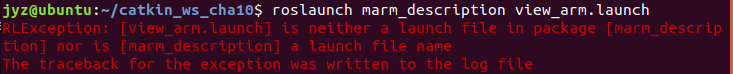 jyz@ubuntu:~/catkin_ws_cha10$ roslaunch marm_description view_arm.launch
RLException: [view_arm.launch] is neither a launch file in package [marm_descrip
tion] nor is [marm_description] a launch file name
The traceback for the exception was written to the log file